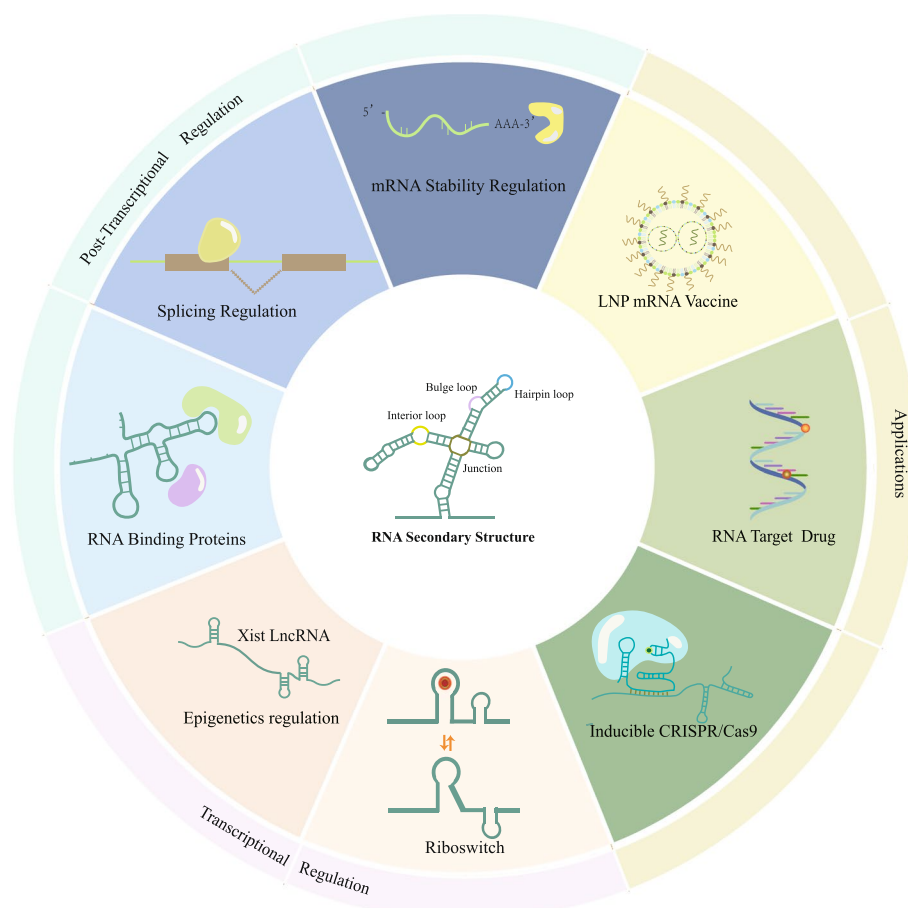 Post-Transcriptional Regulation
5′
AAA-3′
mRNA Stability Regulation
LNP mRNA Vaccine
Splicing Regulation
Bulge loop
Hairpin loop
Interior loop
Junction
RNA Secondary Structure
Applications
RNA Target Drug
RNA Binding Proteins
Xist LncRNA
Epigenetics regulation
Inducible CRISPR/Cas9
Riboswitch
Transcriptional Regulation